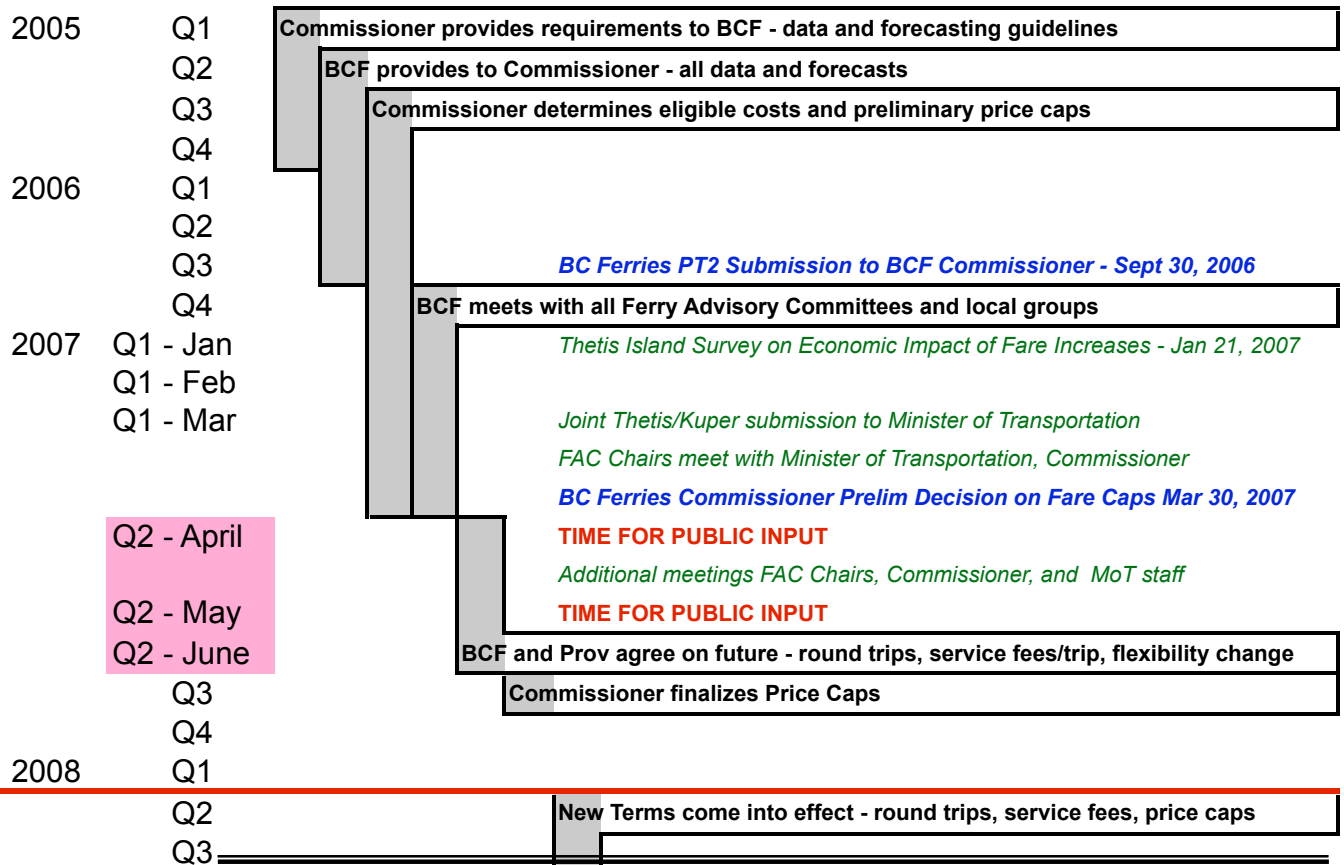 2005 Q1 Commissioner provides requirements to BCF - data and forecasting guidelines
Q2 BCF provides to Commissioner - all data and forecasts
Q3 Commissioner determines eligible costs and preliminary price caps
Q4
2006 Q1
Q2
Q3 BC Ferries PT2 Submission to BCF Commissioner - Sept 30, 2006
Q4 BCF meets with all Ferry Advisory Committees and local groups
2007 Q1 - Jan Thetis Island Survey on Economic Impact of Fare Increases - Jan 21, 2007
Q1 - Feb
Q1 - Mar Joint Thetis/Kuper submission to Minister of Transportation
FAC Chairs meet with Minister of Transportation, Commissioner
BC Ferries Commissioner Prelim Decision on Fare Caps Mar 30, 2007
Q2 - April TIME FOR PUBLIC INPUT
Additional meetings FAC Chairs, Commissioner, and MoT staff
Q2 - May TIME FOR PUBLIC INPUT
Q2 - June BCF and Prov agree on future - round trips, service fees/trip, flexibility change
Q3 Commissioner finalizes Price Caps
Q4
2008 Q1
Q2 New Terms come into effect - round trips, service fees, price caps
Q3